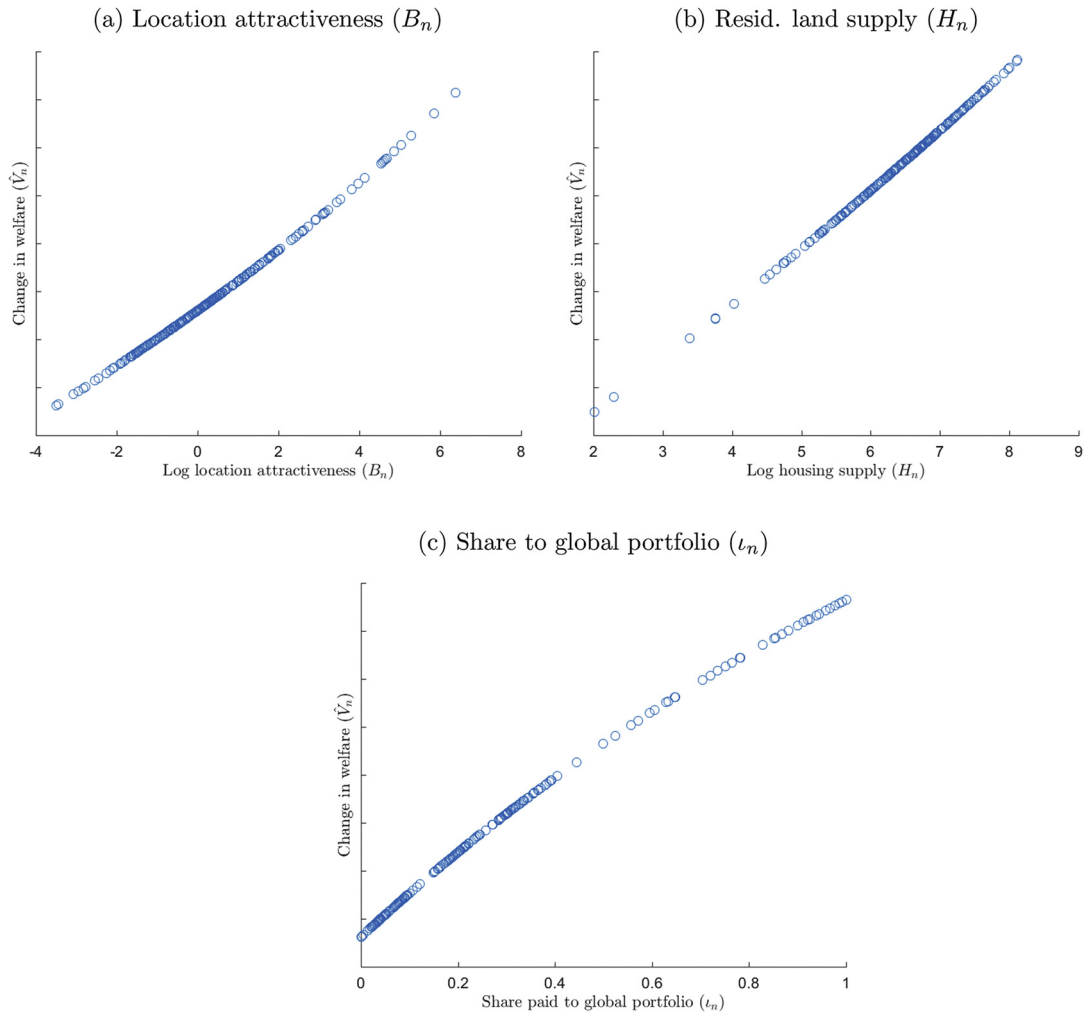 (a) Location attractiveness (Bₙ)
Change in welfare (V̂ₙ)
-4 -2 0 2 4 6 8
Log location attractiveness (Bₙ)
(b) Resid. land supply (Hₙ)
Change in welfare (V̂ₙ)
2 3 4 5 6 7 8 9
Log housing supply (Hₙ)
(c) Share to global portfolio (ιₙ)
Change in welfare (V̂ₙ)
0 0.2 0.4 0.6 0.8 1
Share paid to global portfolio (ιₙ)